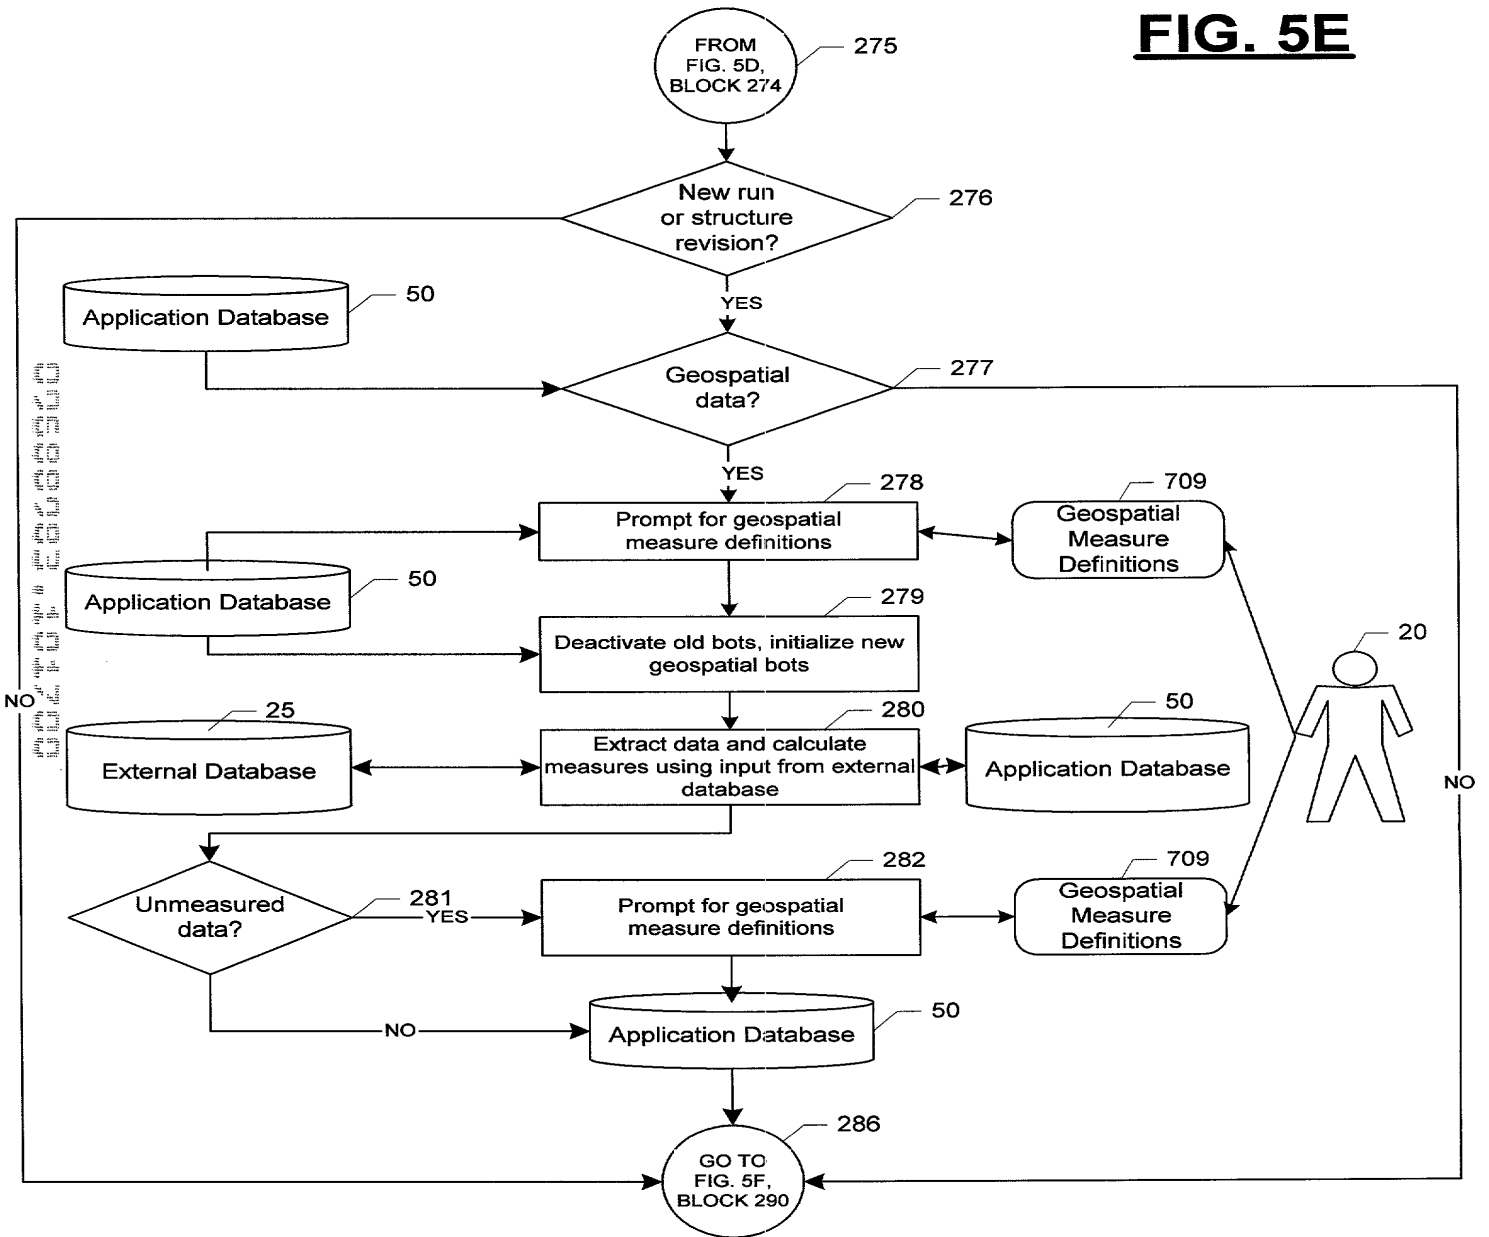 FIG. 5E
FROM
FIG. 5D,
BLOCK 274
275
New run
or structure
revision?
276
YES
Application Database
50
Geospatial
data?
277
YES
Prompt for geospatial
measure definitions
278
Geospatial
Measure
Definitions
709
Application Database
50
Deactivate old bots, initialize new
geospatial bots
279
20
NO
External Database
25
Extract data and calculate
measures using input from external
database
280
Application Database
50
NO
Unmeasured
data?
281
YES
Prompt for geospatial
measure definitions
282
Geospatial
Measure
Definitions
709
NO
Application Database
50
GO TO
FIG. 5F,
BLOCK 290
286